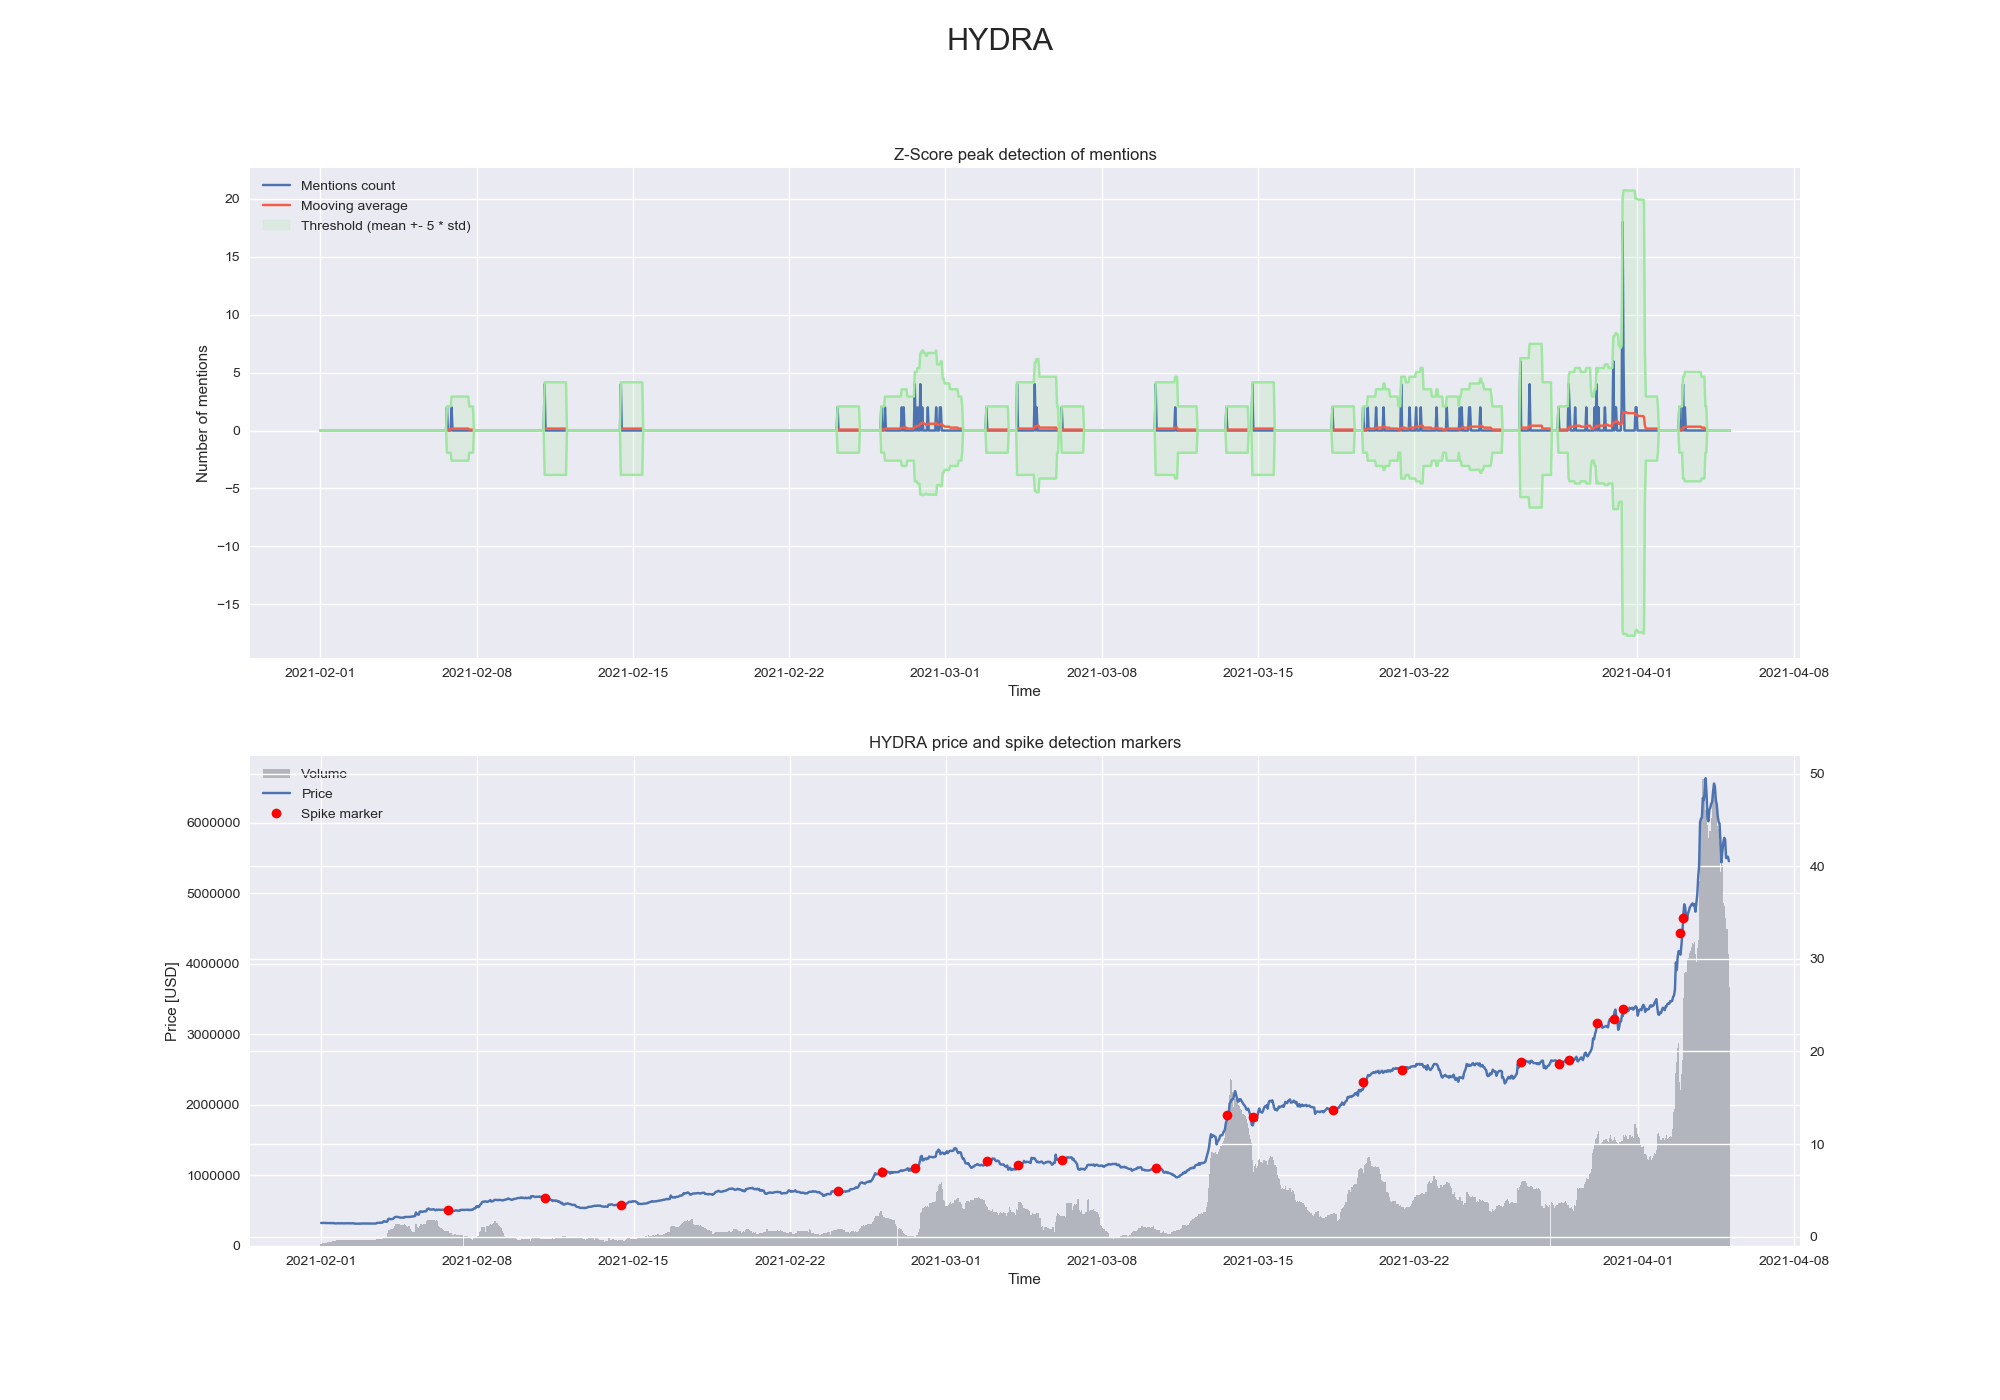 HYDRA
Z-Score peak detection of mentions
Mentions count
Mooving average
Threshold (mean +- 5 * std)
20
15
10
5
0
−5
−10
−15
Number of mentions
2021-02-01 2021-02-08 2021-02-15 2021-02-22 2021-03-01 2021-03-08 2021-03-15 2021-03-22 2021-04-01 2021-04-08
Time
HYDRA price and spike detection markers
Volume
Price
Spike marker
6000000
5000000
4000000
3000000
2000000
1000000
0
Price [USD]
50
40
30
20
10
0
2021-02-01 2021-02-08 2021-02-15 2021-02-22 2021-03-01 2021-03-08 2021-03-15 2021-03-22 2021-04-01 2021-04-08
Time